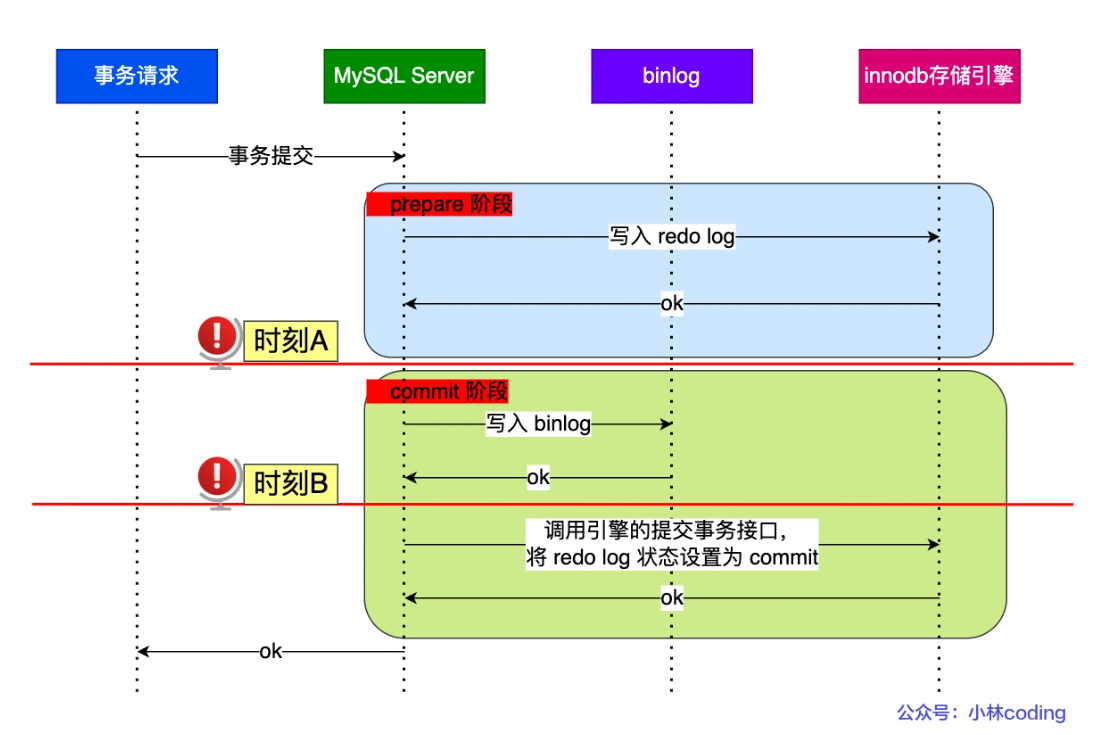 事务请求
MySQL Server
binlog
innodb存储引擎
事务提交
prepare 阶段
写入 redo log
ok
时刻A
commit 阶段
写入 binlog
ok
时刻B
调用引擎的提交事务接口，
将 redo log 状态设置为 commit
ok
ok
公众号：小林coding